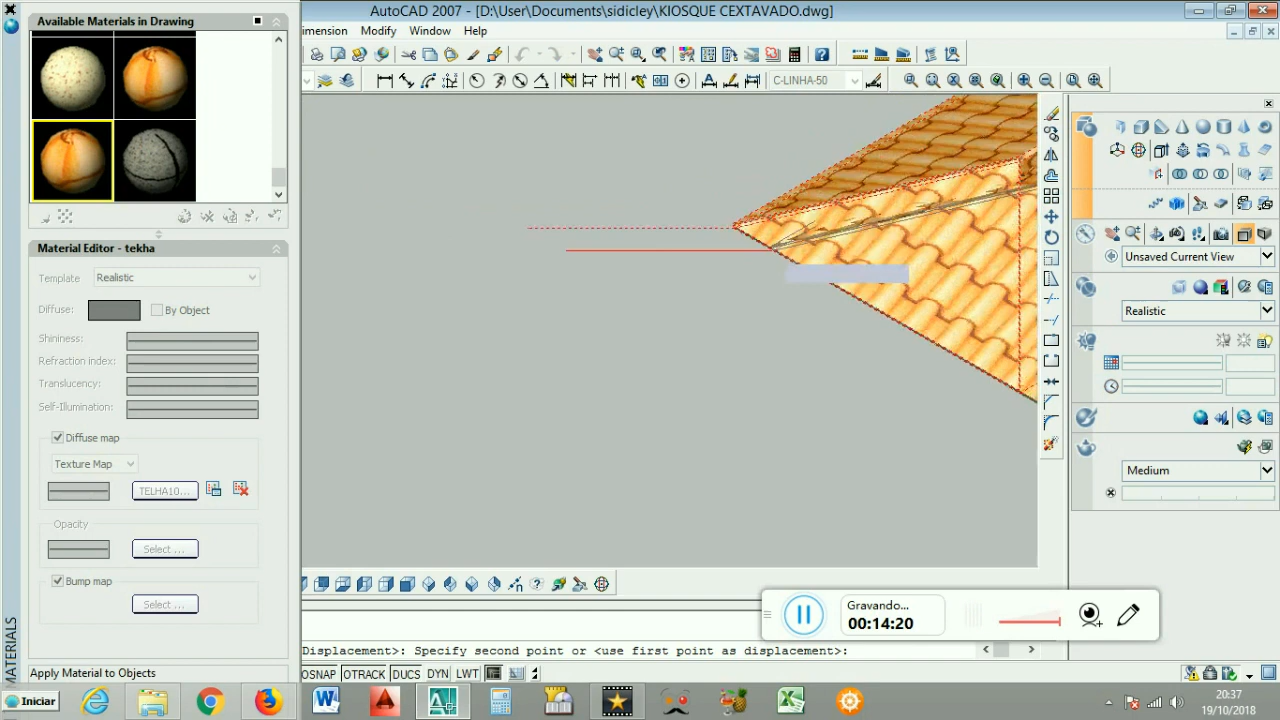 Available Materials in Drawing
AutoCAD 2007 - [D:\User\Documents\sidicley\KIOSQUE CEXTAVADO.dwg]
imension Modify Window Help
C-LINHA-50
Material Editor - tekha
Template Realistic
Diffuse: By Object
Shininess:
Refraction index:
Translucency:
Self-Illumination:
Diffuse map
Texture Map
TELHA10...
Opacity
Select ...
Bump map
Select ...
MATERIALS
Apply Material to Objects
Unsaved Current View
Realistic
Medium
Gravando...
00:14:20
Displacement>: Specify second point or <use first point as displacement>:
OSNAP OTRACK DUCS DYN LWT
Iniciar
20:37
19/10/2018